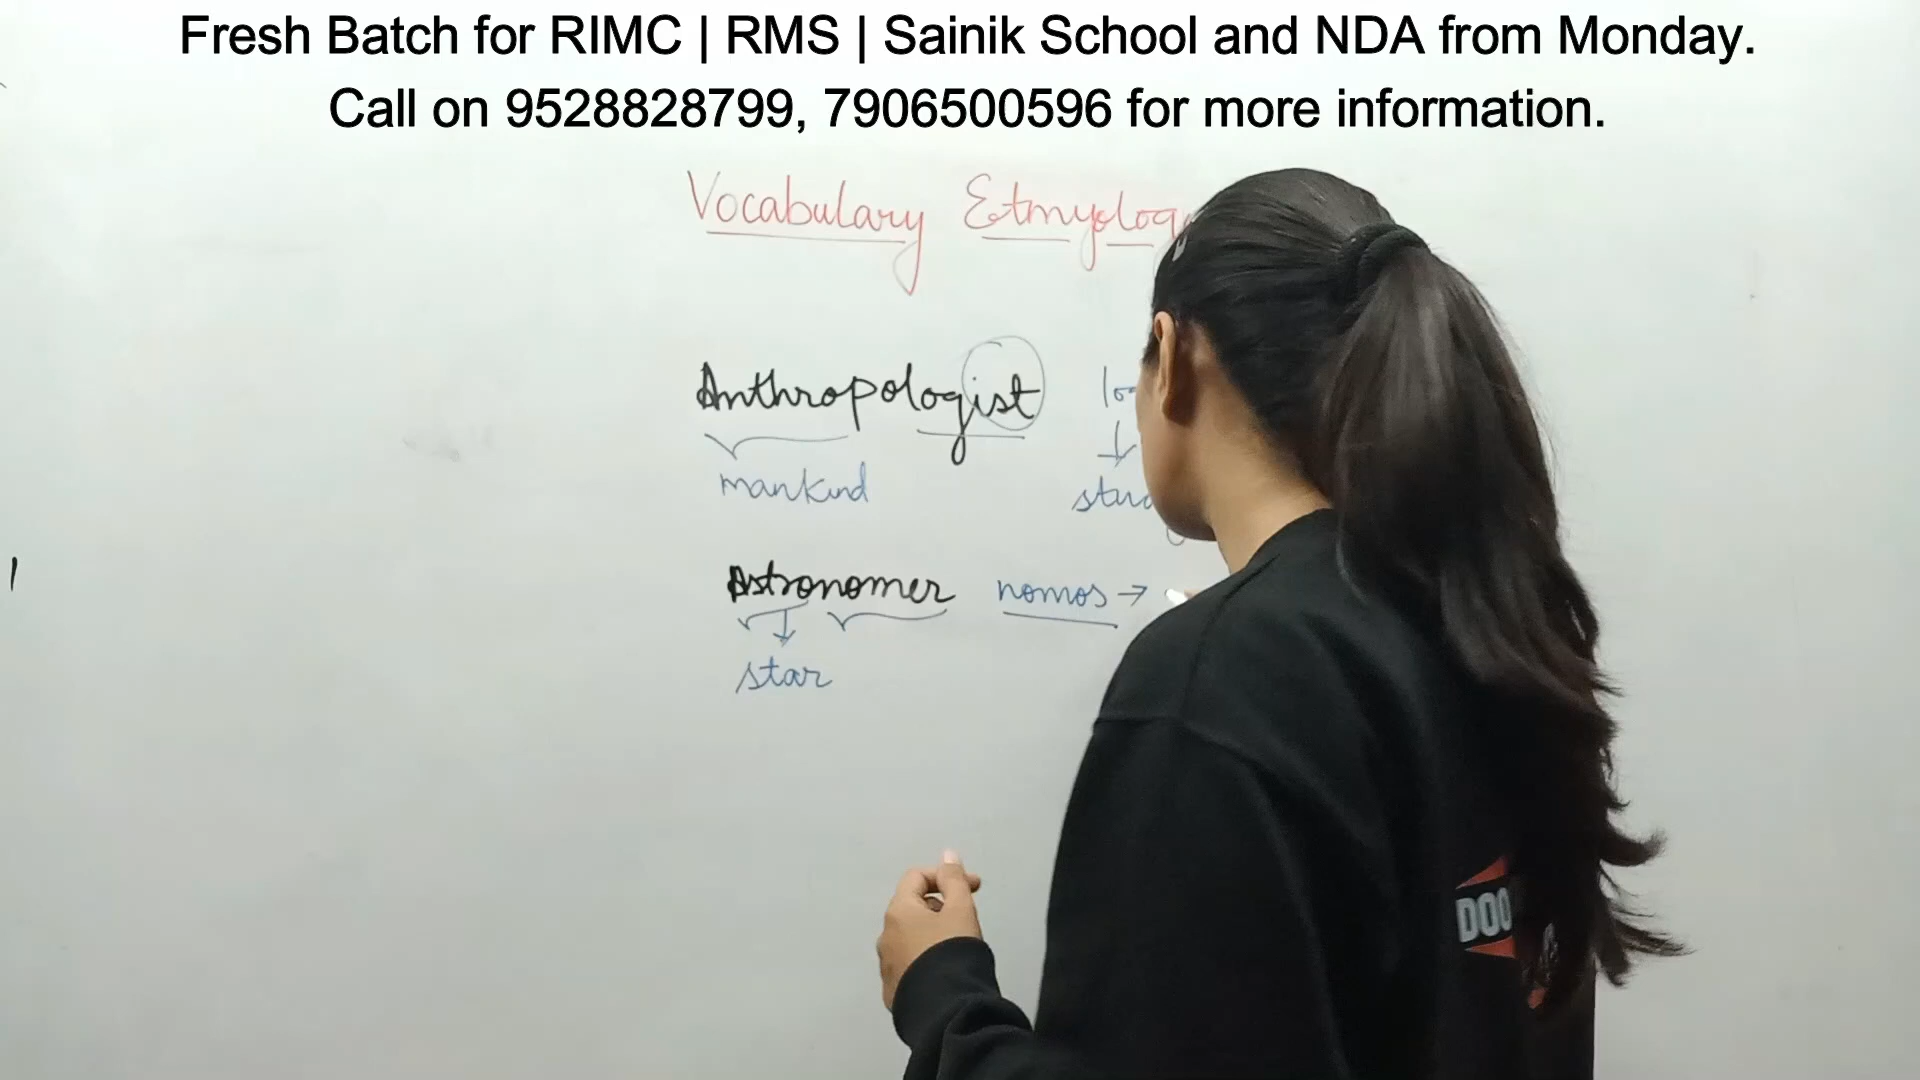 Fresh Batch for RIMC | RMS | Sainik School and NDA from Monday.
Call on 9528828799, 7906500596 for more information.
Vocabulary
Anthropologist
mankind
Astronomer nomos →
star
DOO